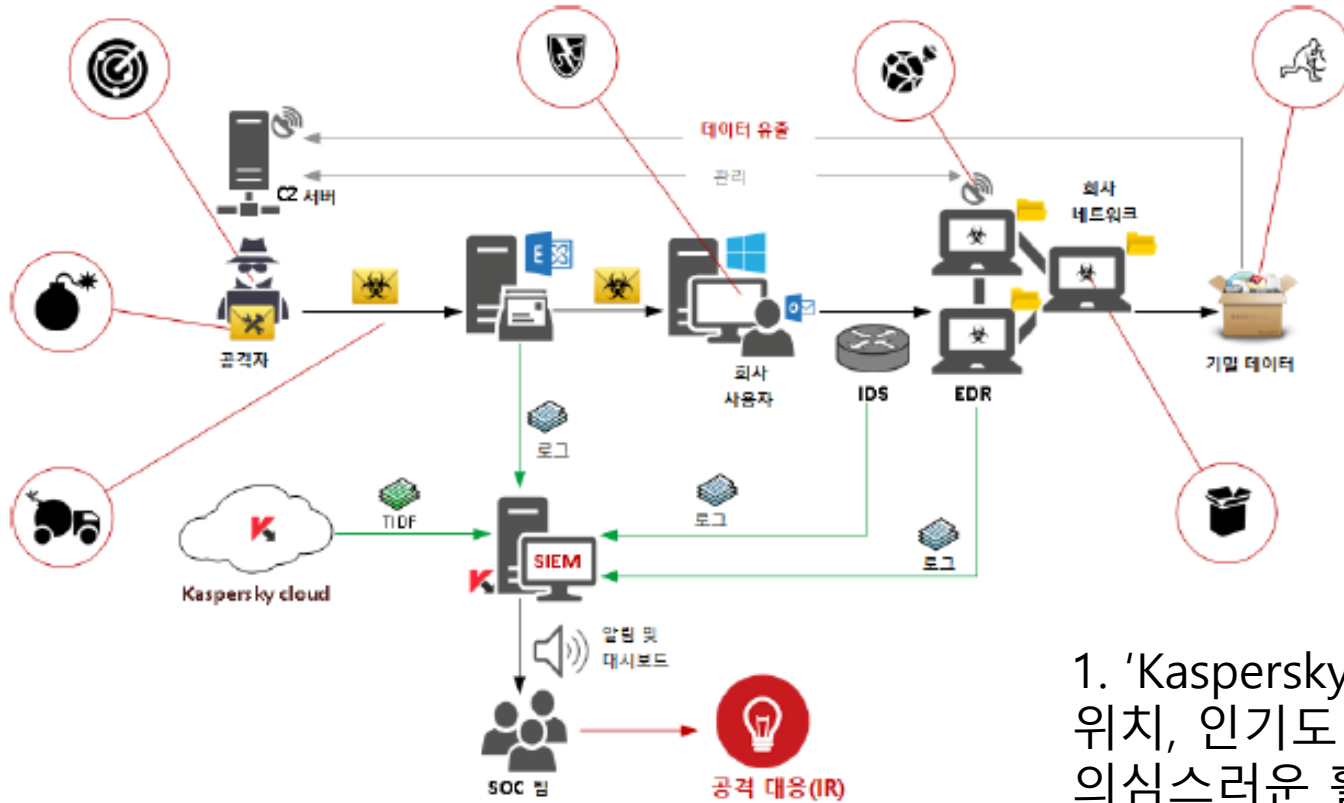 데이터 유출
관리
C2 서버
회사
네트워크
공격자
회사
사용자
IDS
EDR
기밀 데이터
로그
TIDF
로그
로그
Kaspersky cloud
SIEM
알림 및
대시보드
SOC 팀
공격 대응(IR)
1. ‘Kaspersky
위치, 인기도
의심스러운